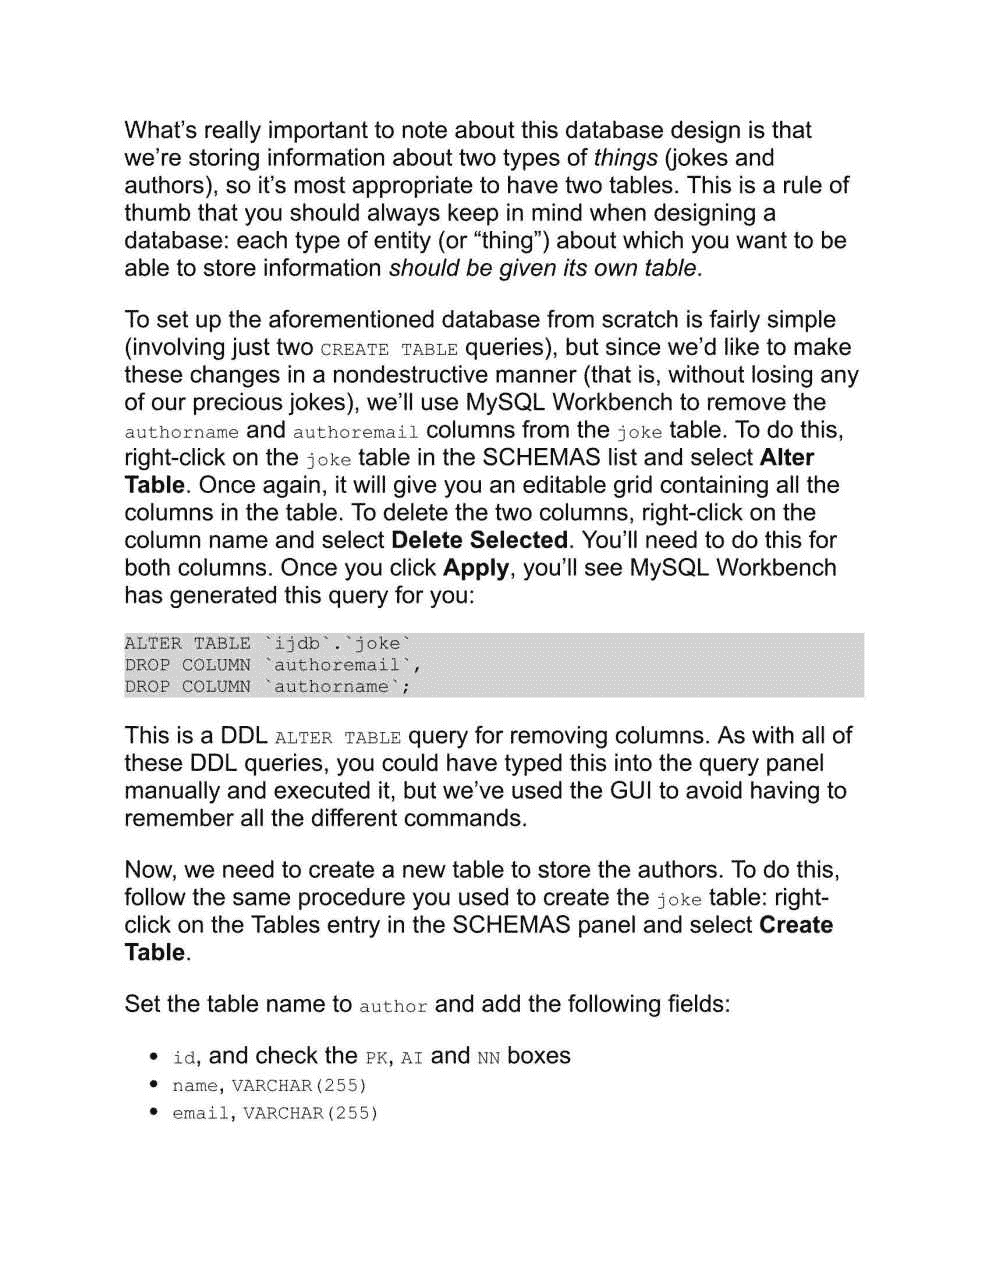 What’s really important to note about this database design is that
we’re storing information about two types of things (jokes and
authors), so it’s most appropriate to have two tables. This is a rule of
thumb that you should always keep in mind when designing a
database: each type of entity (or “thing”) about which you want to be
able to store information should be given its own table.
To set up the aforementioned database from scratch is fairly simple
(involving just two CREATE TABLE queries), but since we’d like to make
these changes in a nondestructive manner (that is, without losing any
of our precious jokes), we’ll use MySQL Workbench to remove the
authorname and authoremail columns from the joke table. To do this,
right-click on the joke table in the SCHEMAS list and select Alter
Table. Once again, it will give you an editable grid containing all the
columns in the table. To delete the two columns, right-click on the
column name and select Delete Selected. You’ll need to do this for
both columns. Once you click Apply, you’ll see MySQL Workbench
has generated this query for you:
ALTER TABLE `ijdb`.`joke`
DROP COLUMN `authoremail`,
DROP COLUMN `authorname`;
This is a DDL ALTER TABLE query for removing columns. As with all of
these DDL queries, you could have typed this into the query panel
manually and executed it, but we’ve used the GUI to avoid having to
remember all the different commands.
Now, we need to create a new table to store the authors. To do this,
follow the same procedure you used to create the joke table: right-
click on the Tables entry in the SCHEMAS panel and select Create
Table.
Set the table name to author and add the following fields:
• id, and check the PK, AI and NN boxes
• name, VARCHAR(255)
• email, VARCHAR(255)